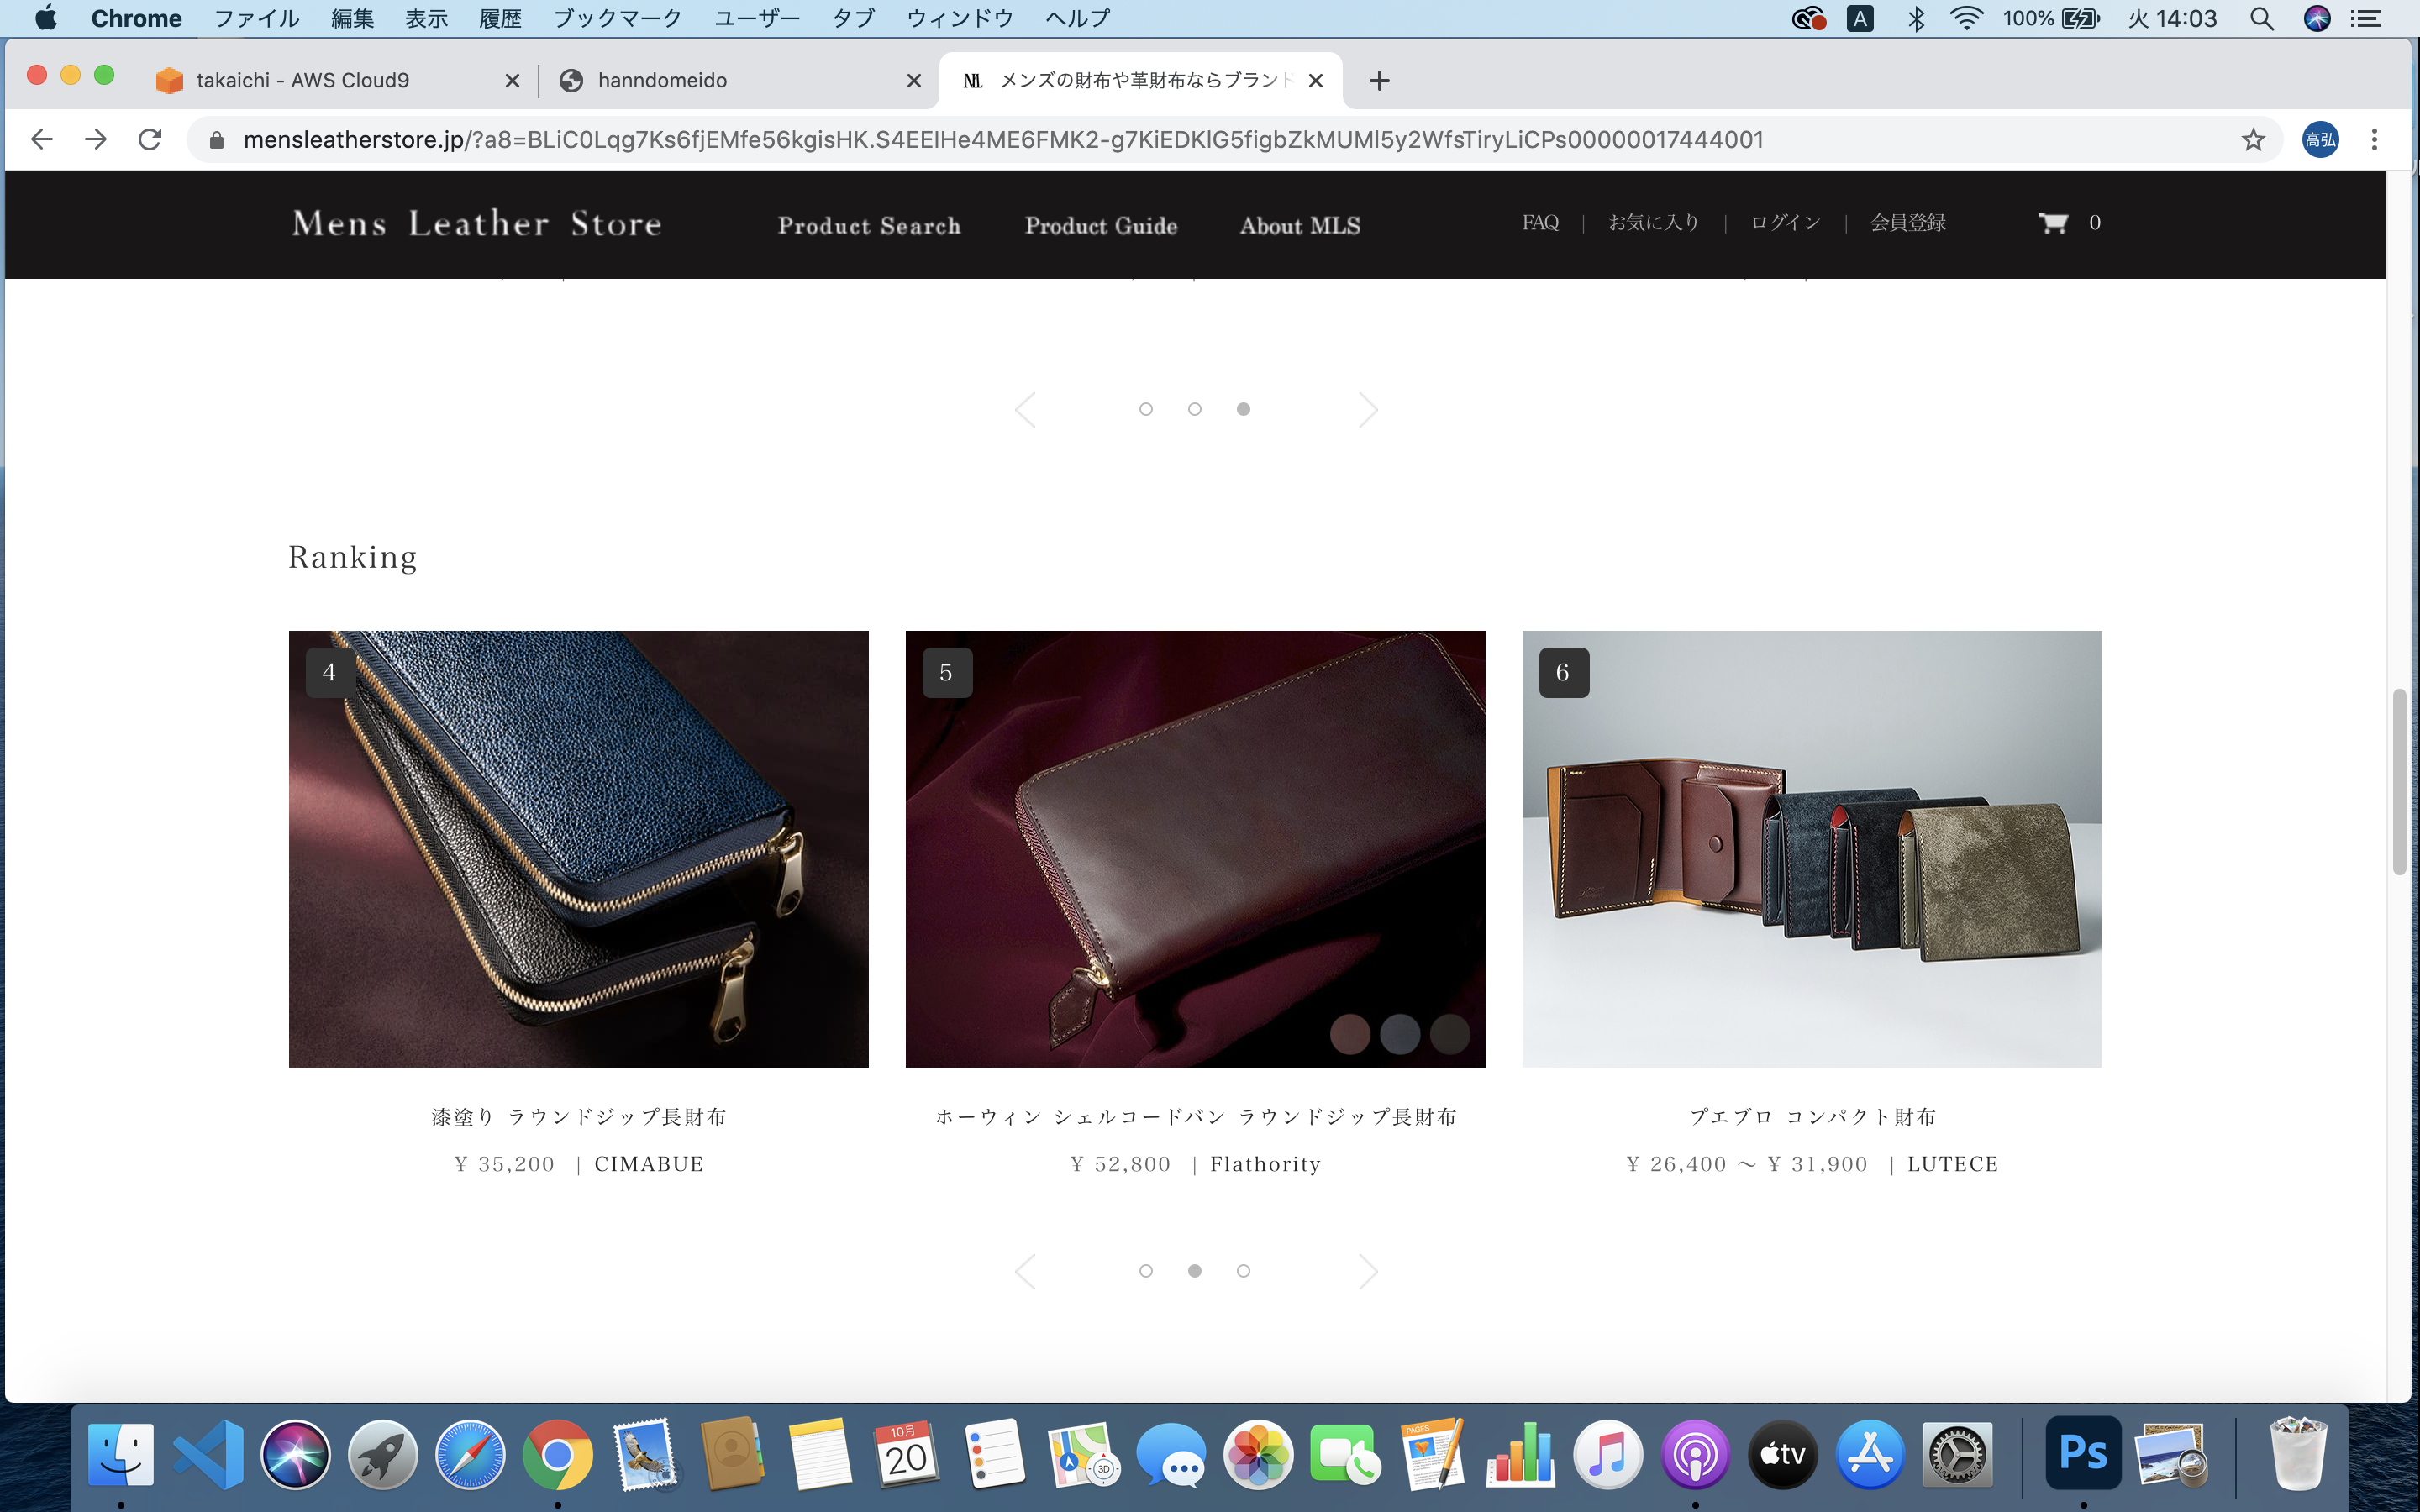 Chrome ファイル 編集 表示 履歴 ブックマーク ユーザー タブ ウィンドウ ヘルプ A 100% 火 14:03
takaichi - AWS Cloud9 hanndomeido メンズの財布や革財布ならブランド
mensleatherstore.jp/?a8=BLiC0Lqg7Ks6fjEMfe56kgisHK.S4EElHe4ME6FMK2-g7KiEDKlG5figbZkMUMl5y2WfsTiryLiCPs00000017444001 高弘
Mens Leather Store Product Search Product Guide About MLS FAQ | お気に入り | ログイン | 会員登録 0
Ranking
4 5 6
漆塗り ラウンドジップ長財布 ホーウィン シェルコードバン ラウンドジップ長財布 プエブロ コンパクト財布
¥ 35,200 | CIMABUE ¥ 52,800 | Flathority ¥ 26,400 ～ ¥ 31,900 | LUTECE
10月
20
PAGES
3D
tv
Ps